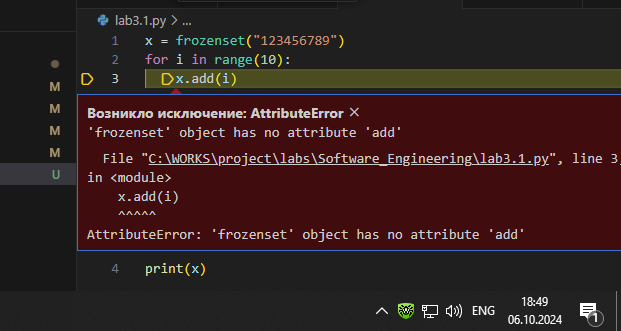 lab3.1.py > ...
1 x = frozenset("123456789")
2 for i in range(10):
3 x.add(i)
Возникло исключение: AttributeError ×
'frozenset' object has no attribute 'add'
File "C:\WORKS\project\labs\Software_Engineering\lab3.1.py", line 3,
in <module>
x.add(i)
^^^^^
AttributeError: 'frozenset' object has no attribute 'add'
4 print(x)
M
M
M
M
U
ENG
18:49
06.10.2024
1